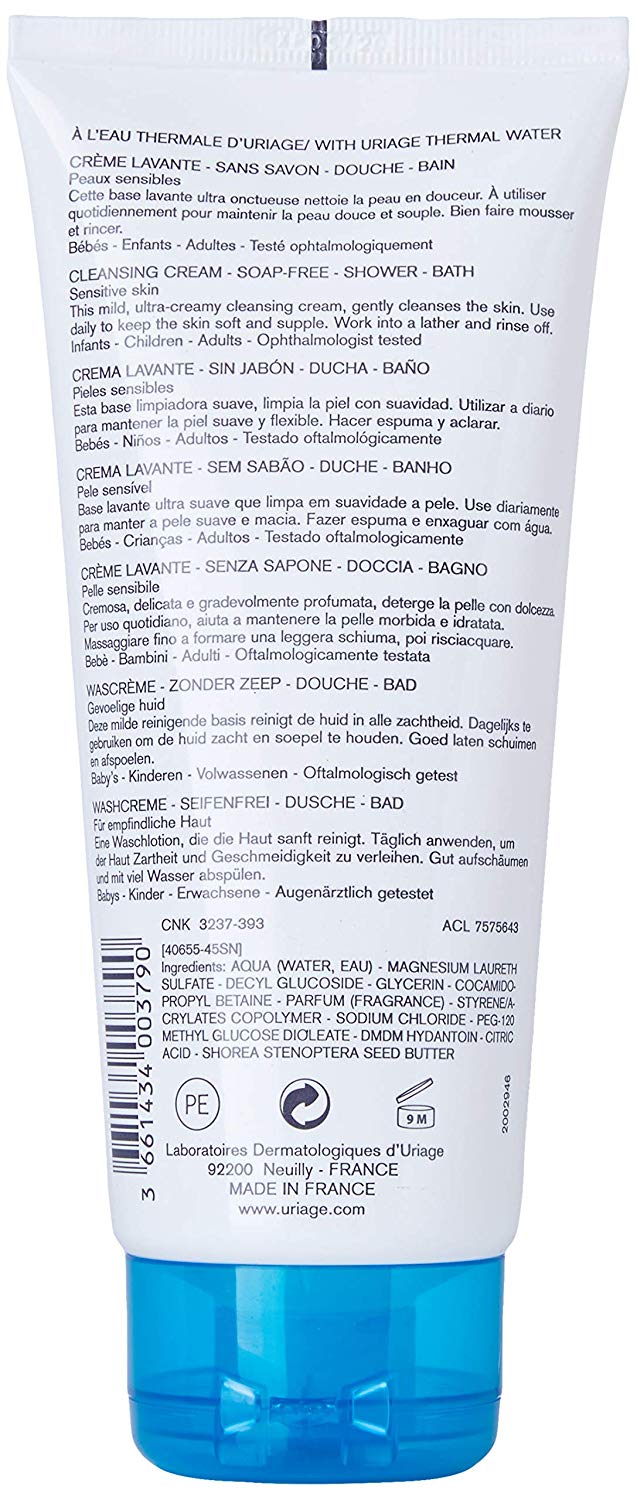 À L'EAU THERMALE D'URIAGE/ WITH URIAGE THERMAL WATER
CRÈME LAVANTE - SANS SAVON - DOUCHE - BAIN
Peaux sensibles
Cette base lavante ultra onctueuse nettoie la peau en douceur. À utiliser
quotidiennement pour maintenir la peau douce et souple. Bien faire mousser
et rincer.
Bébés - Enfants - Adultes - Testé ophtalmologiquement
CLEANSING CREAM - SOAP-FREE - SHOWER - BATH
Sensitive skin
This mild, ultra-creamy cleansing cream, gently cleanses the skin. Use
daily to keep the skin soft and supple. Work into a lather and rinse off.
Infants - Children - Adults - Ophthalmologist tested
CREMA LAVANTE - SIN JABÓN - DUCHA - BAÑO
Pieles sensibles
Esta base limpiadora suave, limpia la piel con suavidad. Utilizar a diario
para mantener la piel suave y flexible. Hacer espuma y aclarar.
Bebés - Niños - Adultos - Testado oftalmológicamente
CREMA LAVANTE - SEM SABÃO - DUCHE - BANHO
Pele sensível
Base lavante ultra suave que limpa em suavidade a pele. Use diariamente
para manter a pele suave e macia. Fazer espuma e enxaguar com água.
Bebés - Crianças - Adultos - Testado oftalmologicamente
CRÈME LAVANTE - SENZA SAPONE - DOCCIA - BAGNO
Pelle sensibile
Cremosa, delicata e gradevolmente profumata, deterge la pelle con dolcezza.
Per uso quotidiano, aiuta a mantenere la pelle morbida e idratata.
Massaggiare fino a formare una leggera schiuma, poi risciacquare.
Bebè - Bambini - Adulti - Oftalmologicamente testata
WASCRÈME - ZONDER ZEEP - DOUCHE - BAD
Gevoelige huid
Deze milde reinigende basis reinigt de huid in alle zachtheid. Dagelijks te
gebruiken om de huid zacht en soepel te houden. Goed laten schuimen
en afspoelen.
Baby's - Kinderen - Volwassenen - Oftalmologisch getest
WASHCREME - SEIFENFREI - DUSCHE - BAD
Für empfindliche Haut
Eine Waschlotion, die die Haut sanft reinigt. Täglich anwenden, um
der Haut Zartheit und Geschmeidigkeit zu verleihen. Gut aufschäumen
und mit viel Wasser abspülen.
Babys - Kinder - Erwachsene - Augenärztlich getestet
CNK 3237-393 ACL 7575643
[40655-45SN]
Ingredients: AQUA (WATER, EAU) - MAGNESIUM LAURETH
SULFATE - DECYL GLUCOSIDE - GLYCERIN - COCAMIDO-
PROPYL BETAINE - PARFUM (FRAGRANCE) - STYRENE/A-
CRYLATES COPOLYMER - SODIUM CHLORIDE - PEG-120
METHYL GLUCOSE DIOLEATE - DMDM HYDANTOIN - CITRIC
ACID - SHOREA STENOPTERA SEED BUTTER
3 661434 003790
PE
9 M
2002946
Laboratoires Dermatologiques d'Uriage
92200 Neuilly - FRANCE
MADE IN FRANCE
www.uriage.com